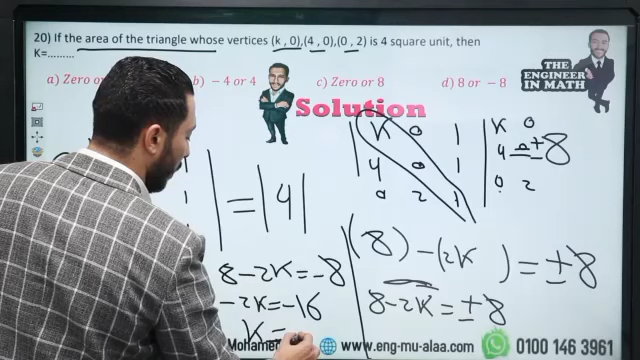 20) If the area of the triangle whose vertices (k , 0),(4 , 0),(0 , 2) is 4 square unit, then
K=.........
a) Zero or
b) − 4 or 4
c) Zero or 8
d) 8 or − 8
THE
ENGINEER
IN MATH
Solution
K 0 1 K 0
4 0 1 4 0 = ± 8
0 2 1 0 2
= |4|
(8) − (2K ) = ± 8
8 − 2K = ± 8
8 − 2K = −8
−2K = −16
K =
Mohamed
www.eng-mu-alaa.com
0100 146 3961